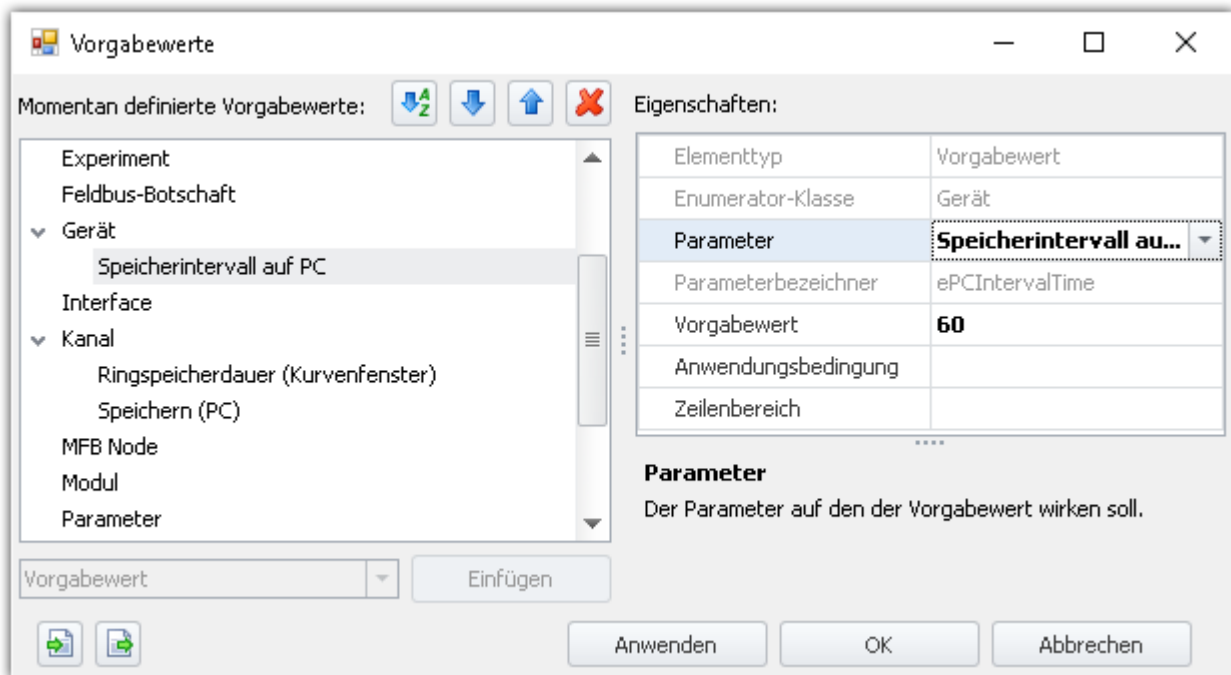 Vorgabewerte
Momentan definierte Vorgabewerte:
Experiment
Feldbus-Botschaft
Gerät
Speicherintervall auf PC
Interface
Kanal
Ringspeicherdauer (Kurvenfenster)
Speichern (PC)
MFB Node
Modul
Parameter
Vorgabewert
Einfügen
Eigenschaften:
Elementtyp Vorgabewert
Enumerator-Klasse Gerät
Parameter Speicherintervall au...
Parameterbezeichner ePCIntervalTime
Vorgabewert 60
Anwendungsbedingung
Zeilenbereich
Parameter
Der Parameter auf den der Vorgabewert wirken soll.
Anwenden OK Abbrechen